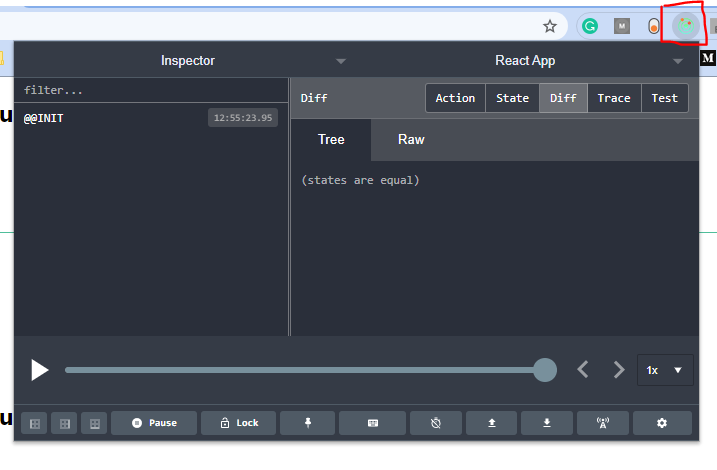 G
M
M
Inspector
React App
filter...
Diff
Action
State
Diff
Trace
Test
@@INIT
12:55:23.95
Tree
Raw
u
(states are equal)
1x
u
Pause
Lock